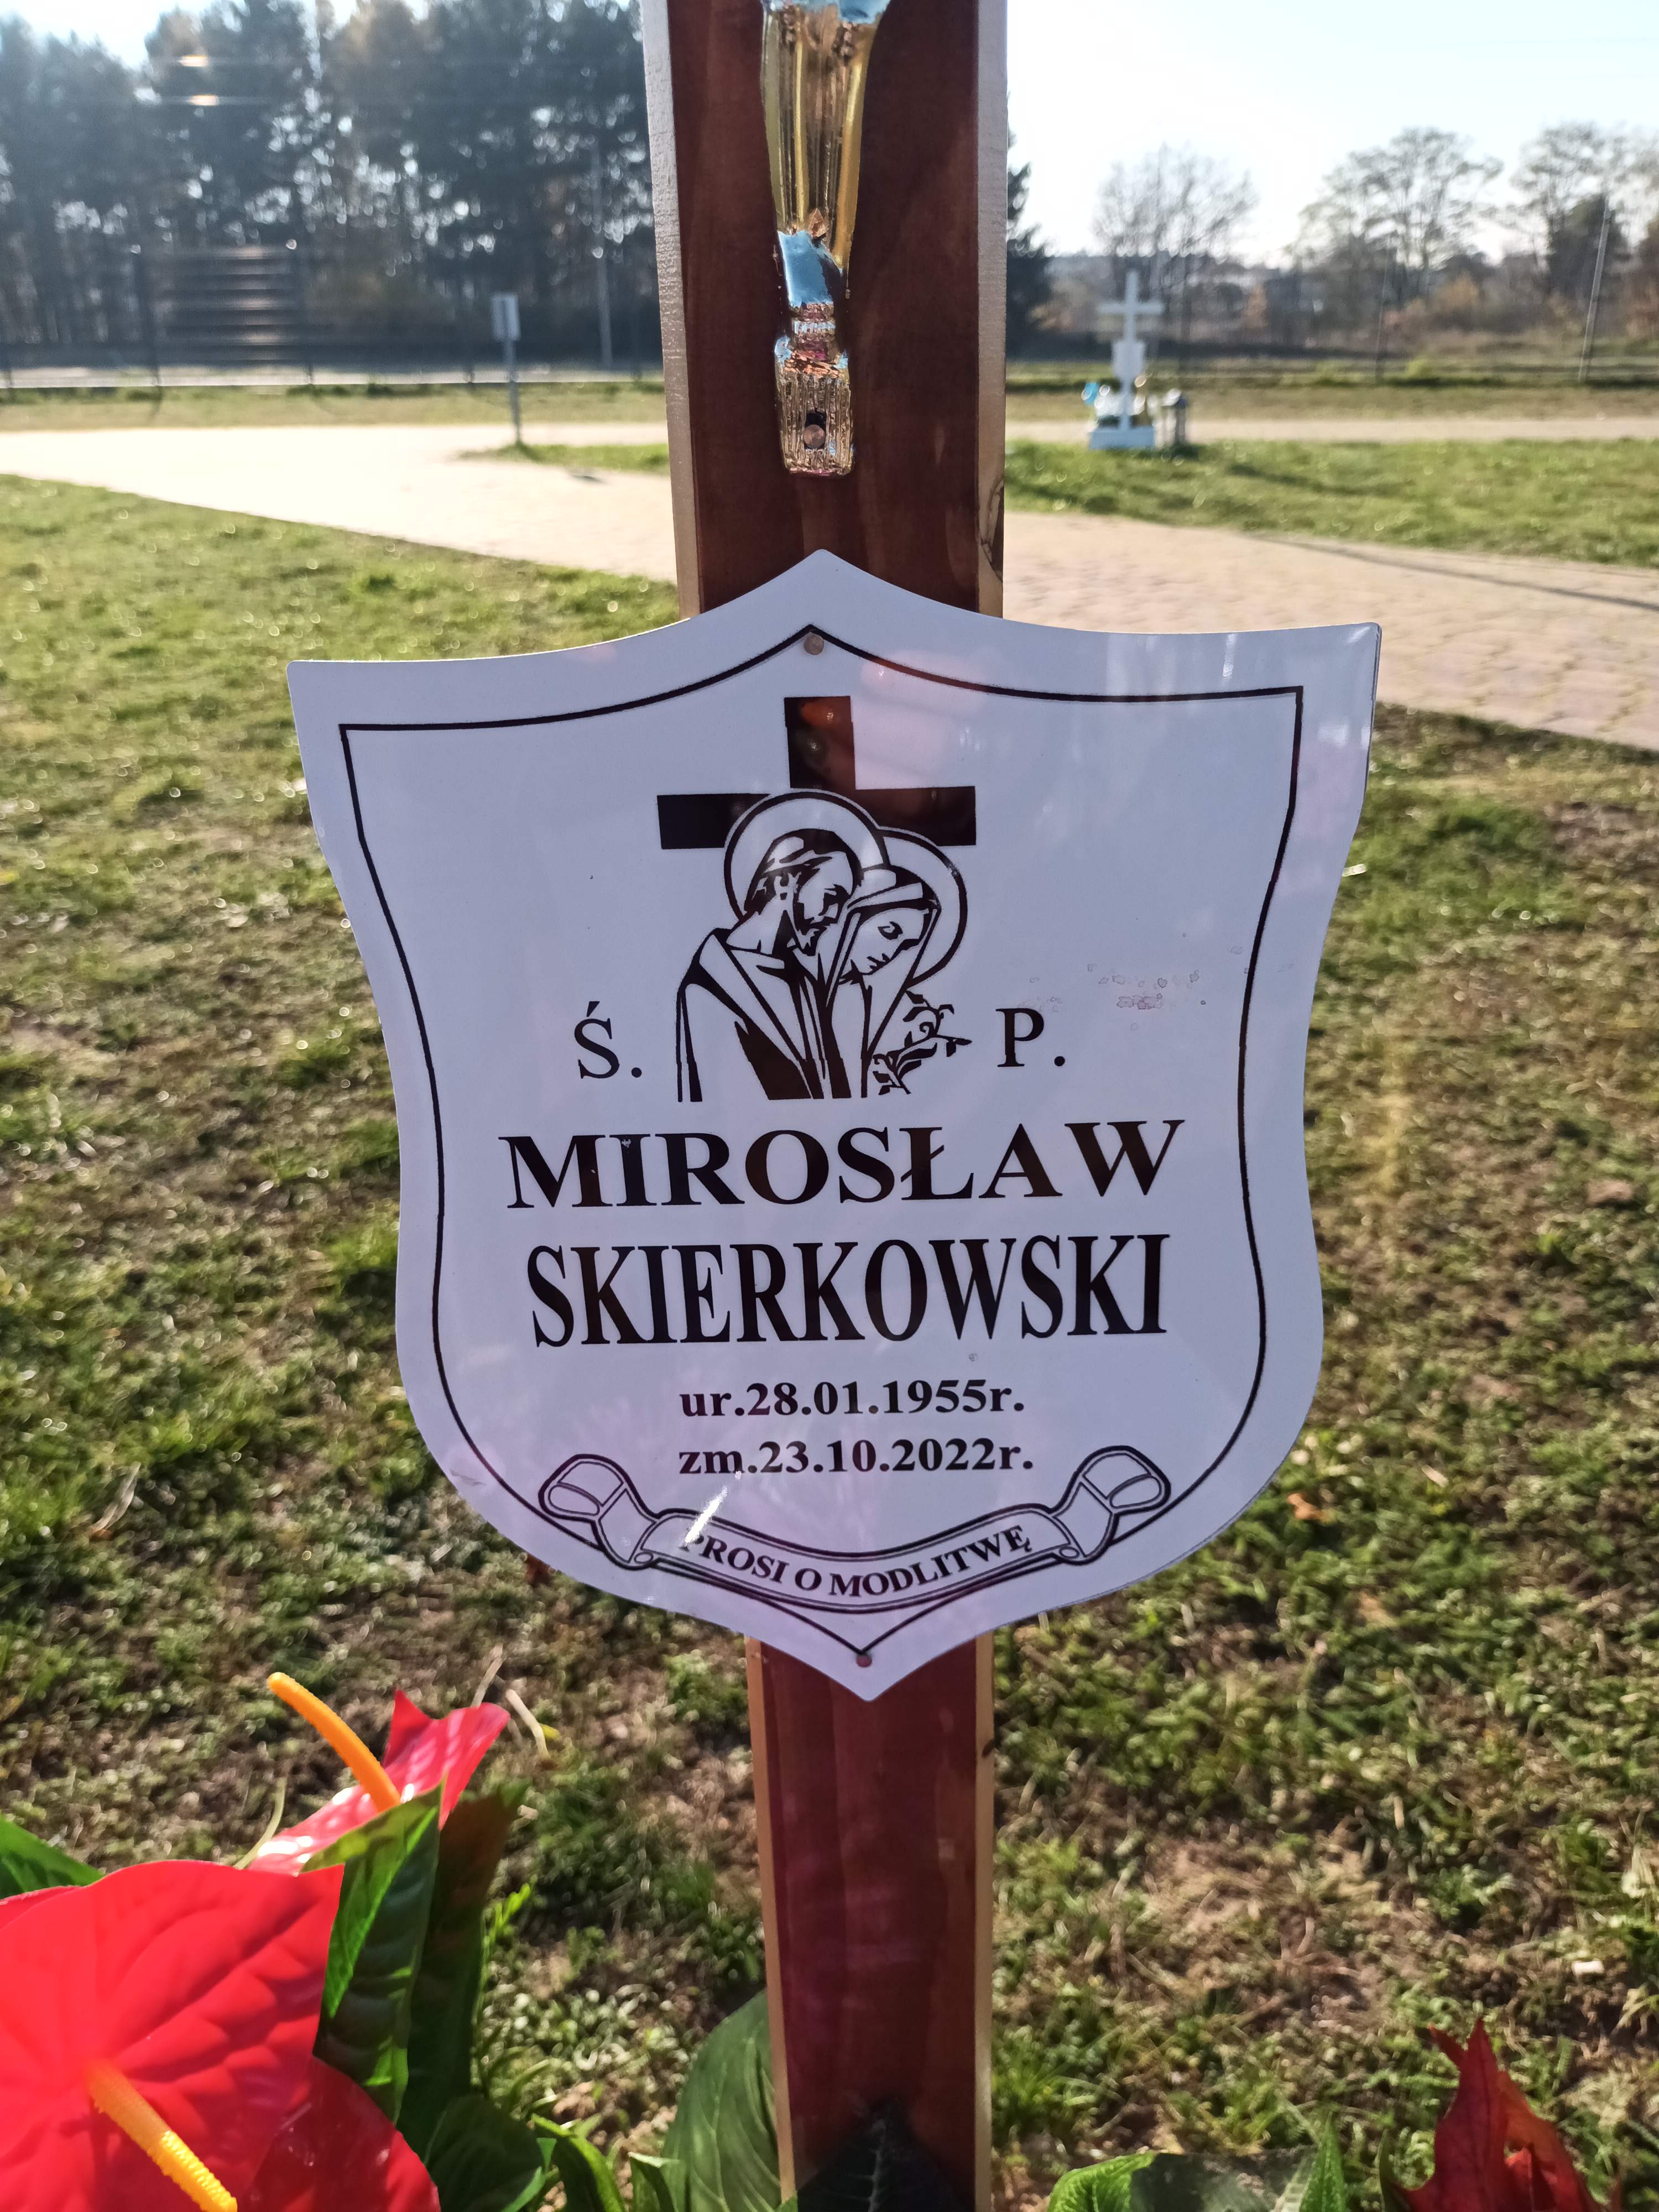 Ś. P.
MIROSŁAW
SKIERKOWSKI
ur.28.01.1955r.
zm.23.10.2022r.
PROSI O MODLITWĘ